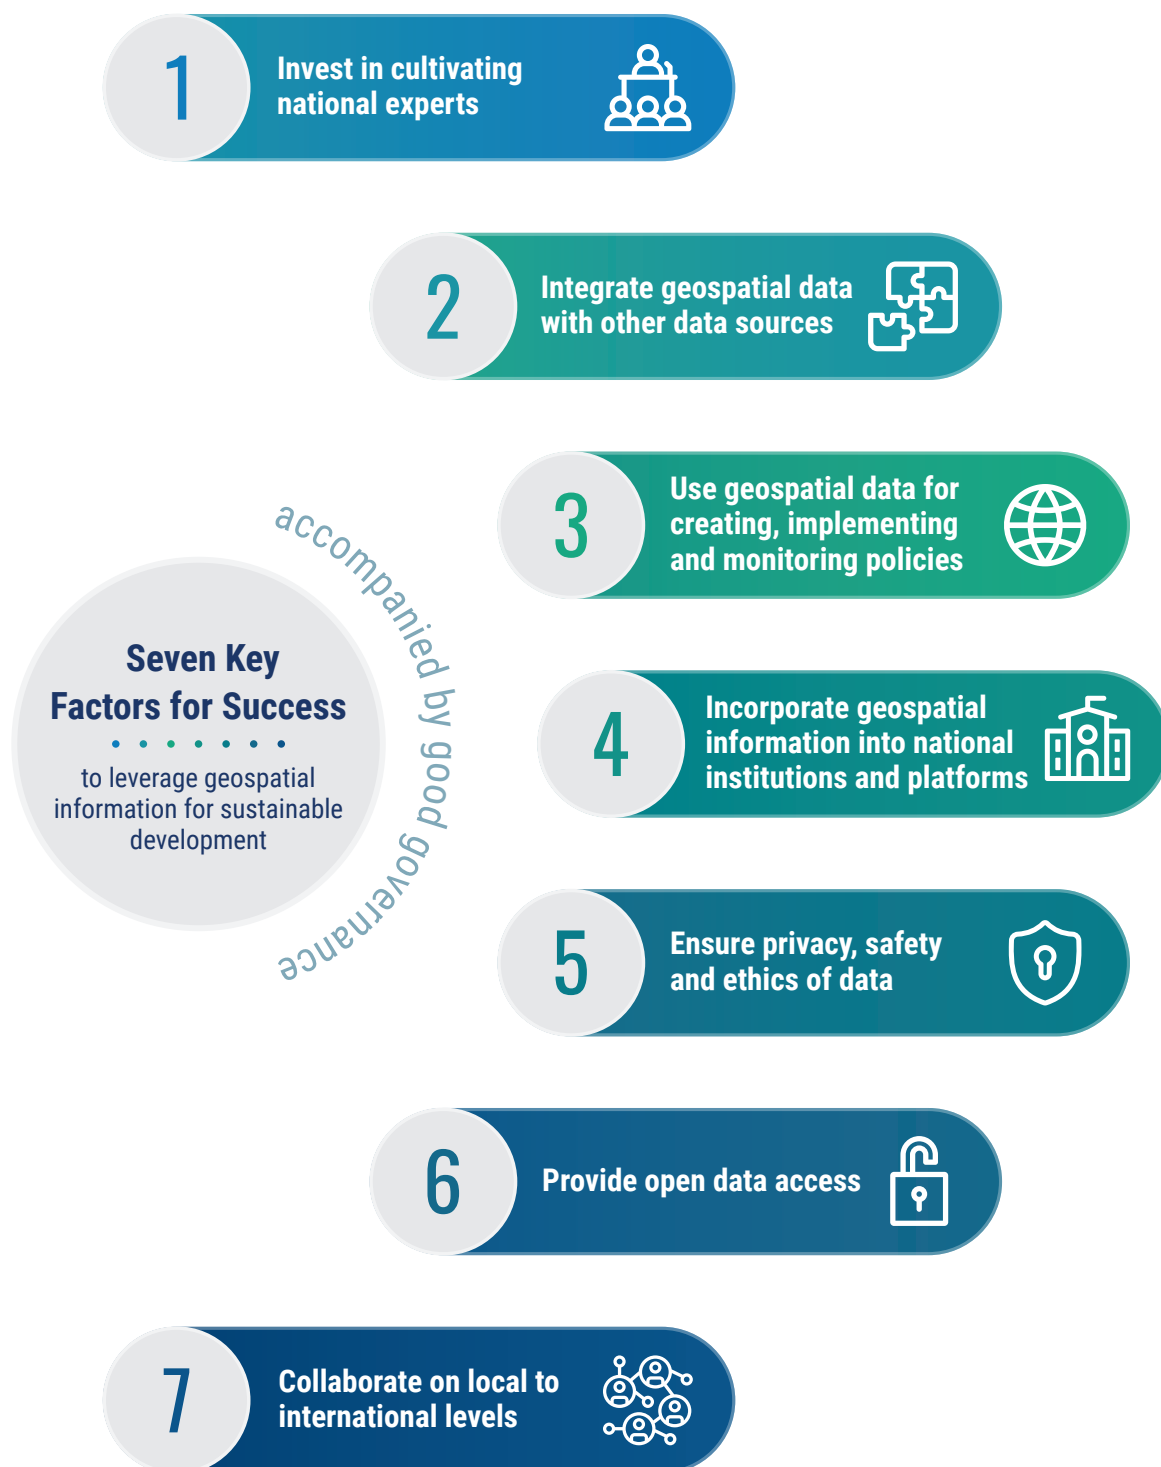 1
Invest in cultivating
national experts
2
Integrate geospatial data
with other data sources
3
Use geospatial data for
creating, implementing
and monitoring policies
accompanied by good governance
Seven Key
Factors for Success
to leverage geospatial
information for sustainable
development
4
Incorporate geospatial
information into national
institutions and platforms
5
Ensure privacy, safety
and ethics of data
6
Provide open data access
7
Collaborate on local to
international levels